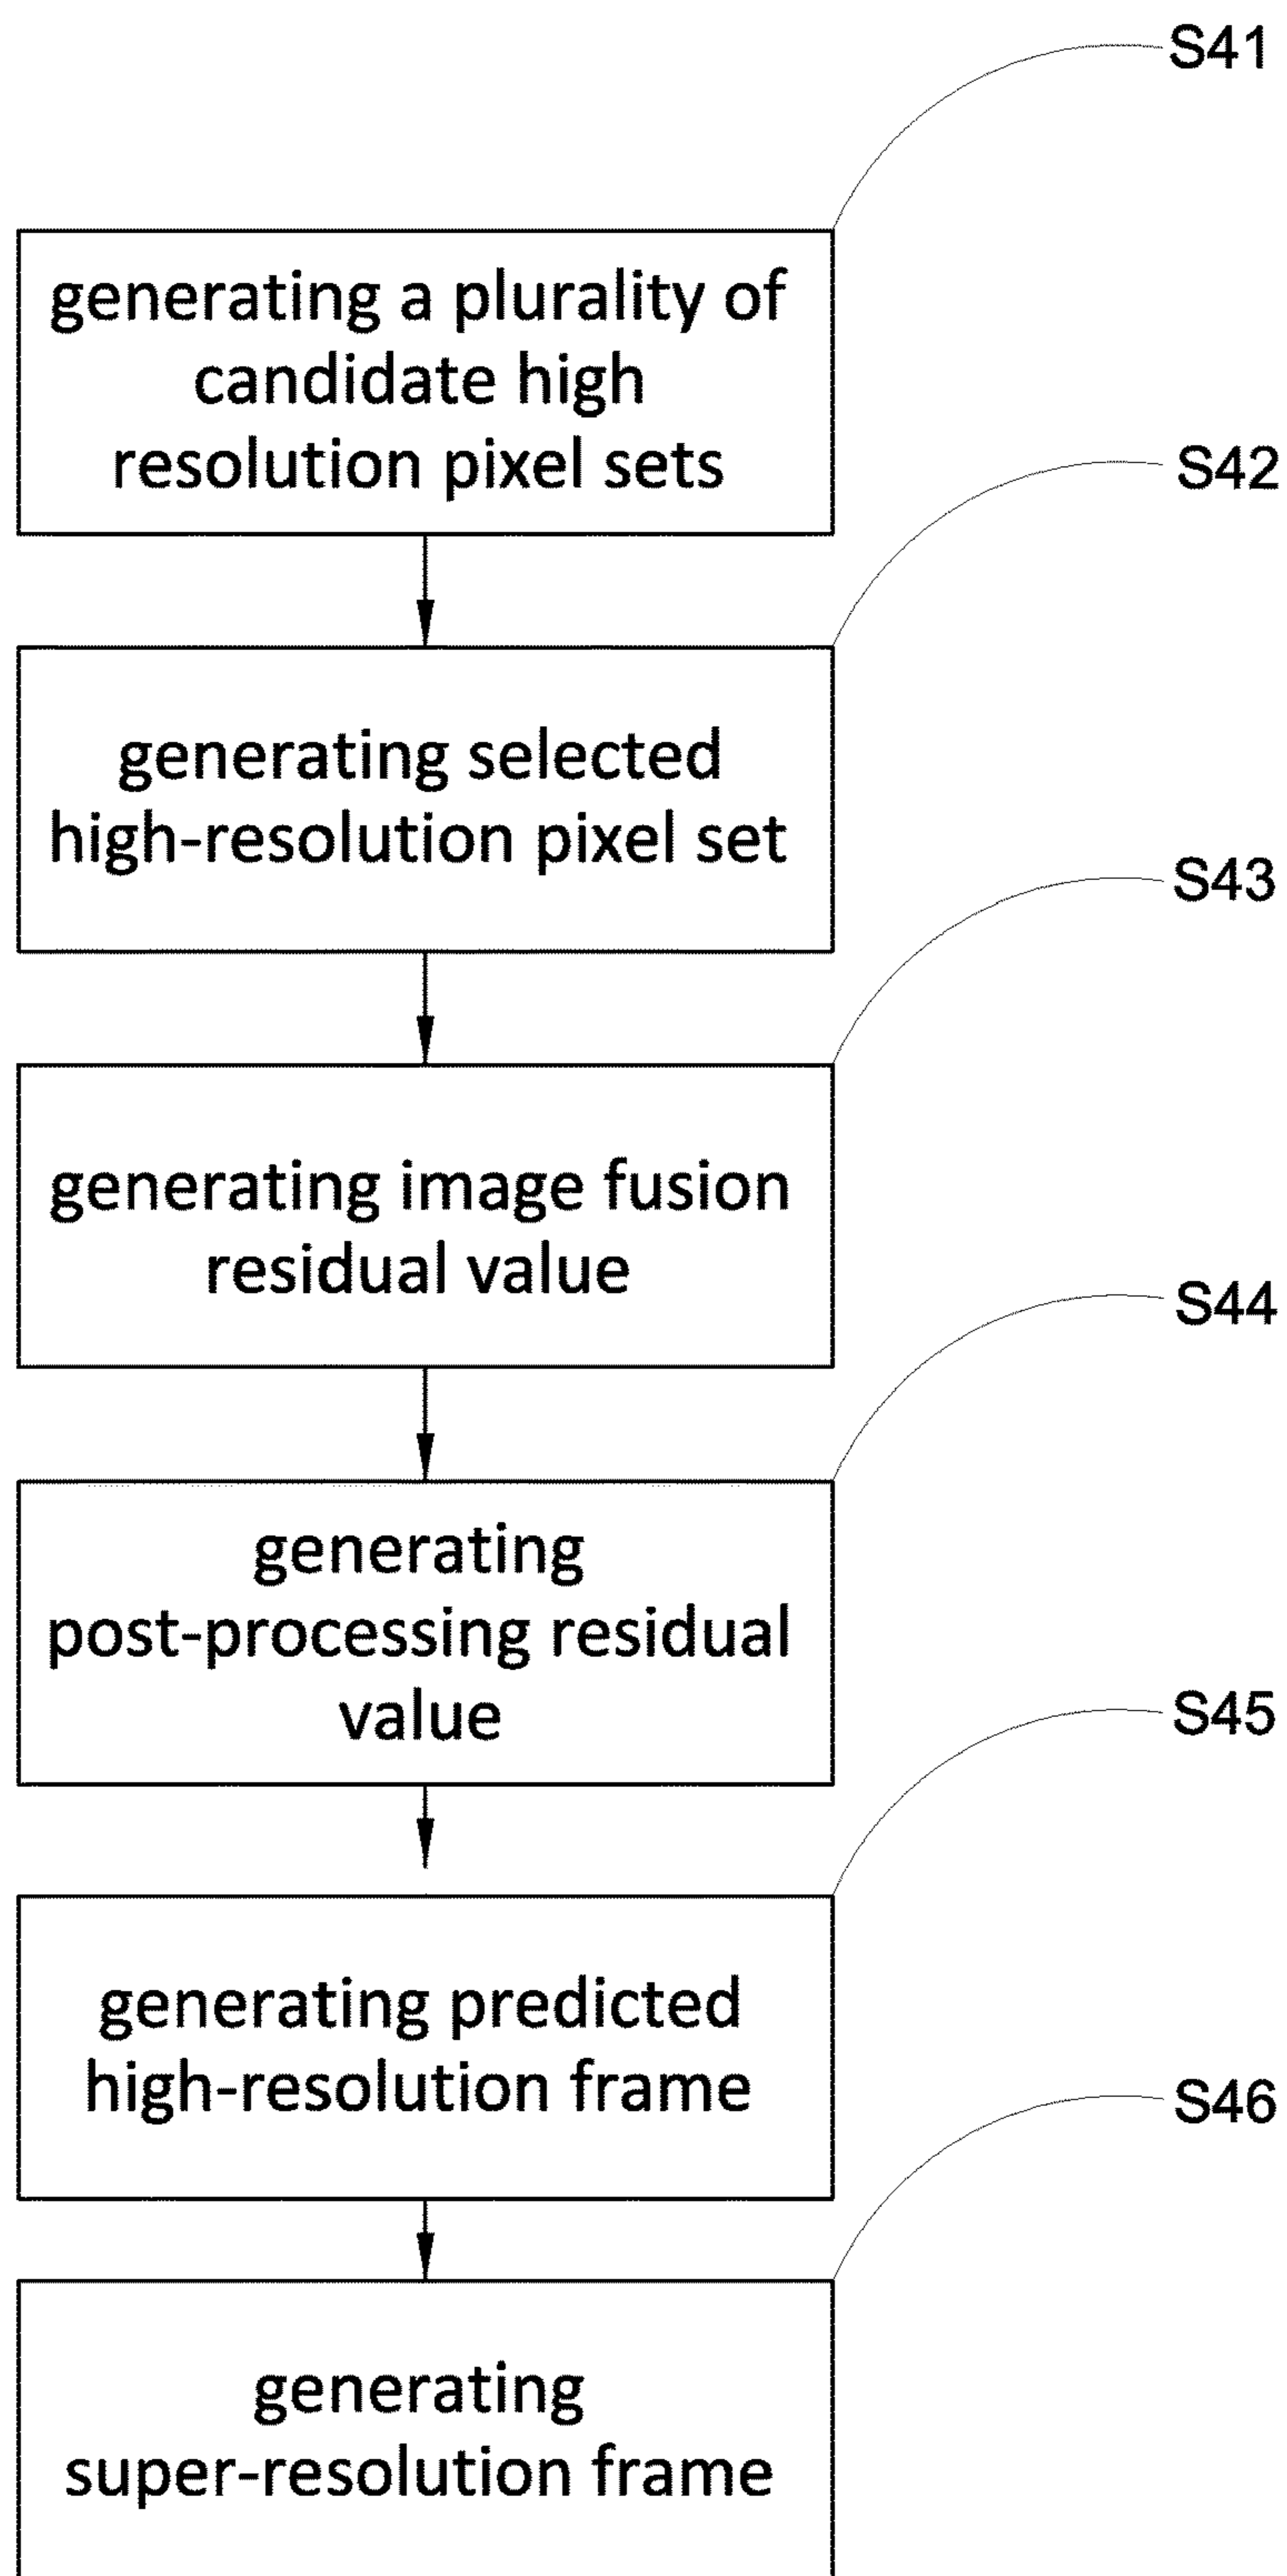 S41
generating a plurality of
candidate high
resolution pixel sets
S42
generating selected
high-resolution pixel set
S43
generating image fusion
residual value
S44
generating
post-processing residual
value
S45
generating predicted
high-resolution frame
S46
generating
super-resolution frame